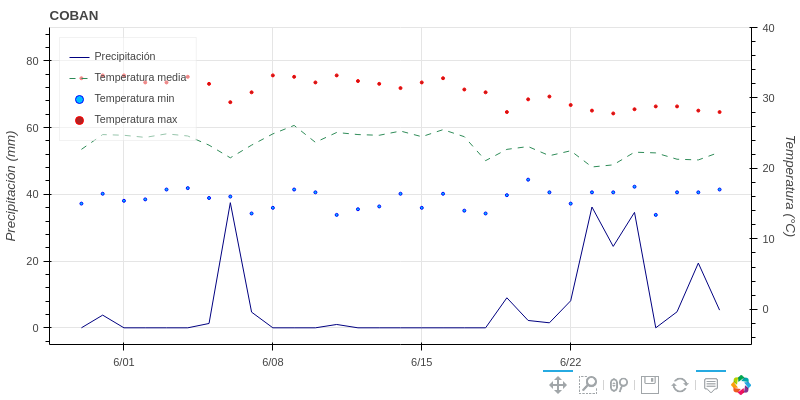 COBAN
Precipitación
Temperatura media
Temperatura min
Temperatura max
Precipitación (mm)
80
60
40
20
0
Temperatura (°C)
40
30
20
10
0
6/01
6/08
6/15
6/22